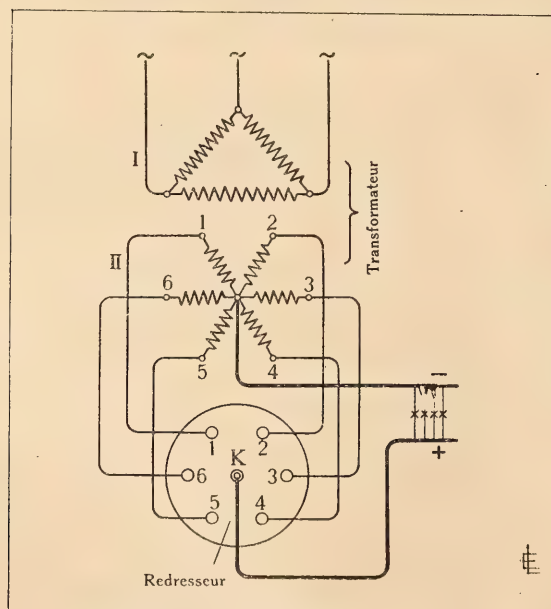 ~ ~ ~
I
Transformateur
1 2
II
6 3
5 4
−
+
1 2
6 K 3
5 4
Redresseur